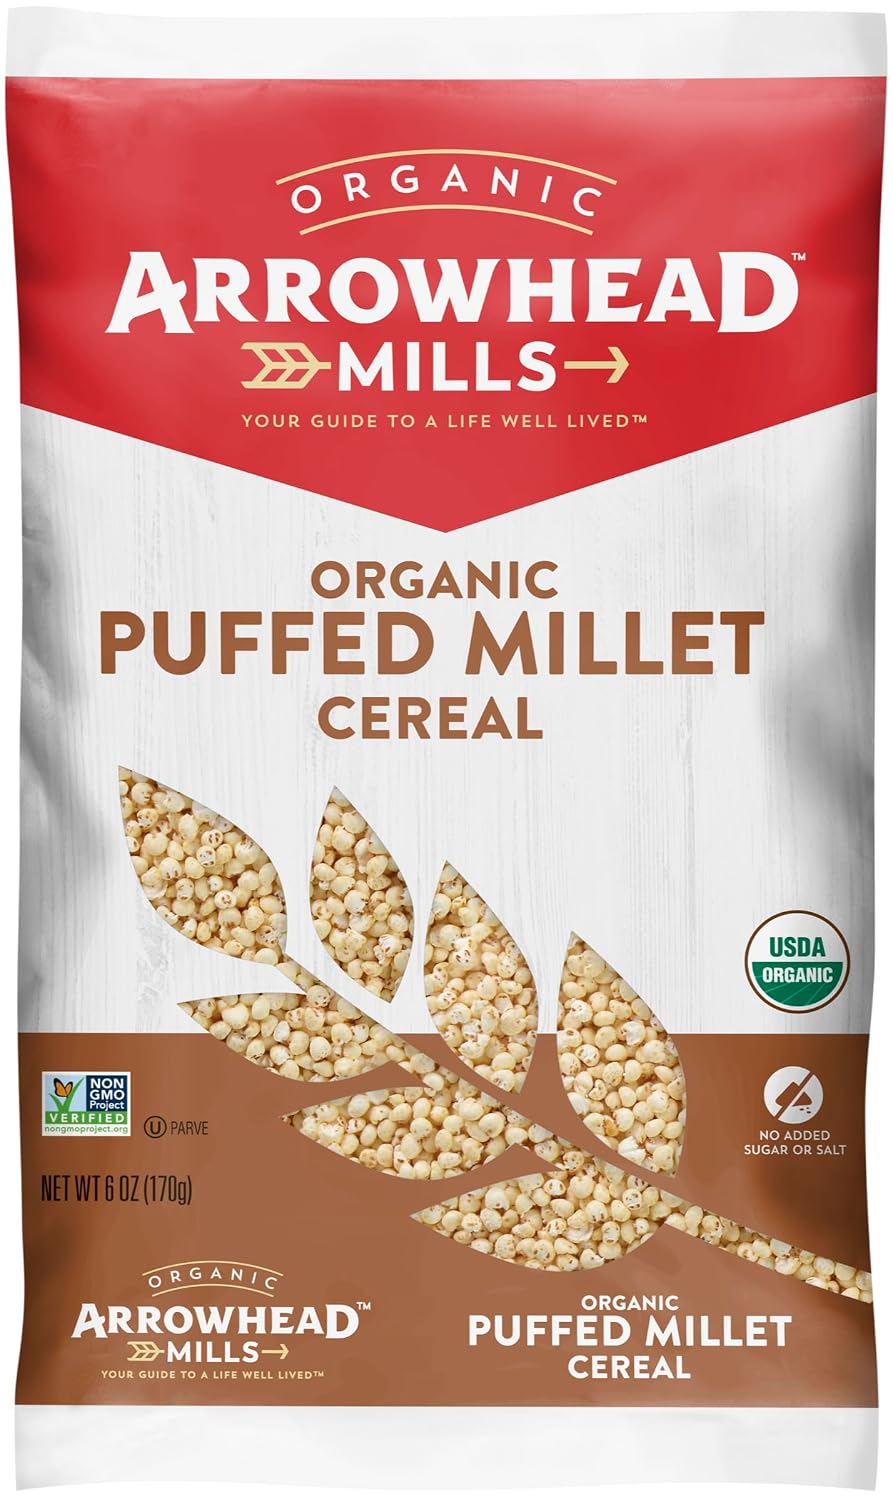 ORGANIC
ARROWHEAD™
MILLS
YOUR GUIDE TO A LIFE WELL LIVED™
ORGANIC
PUFFED MILLET
CEREAL
USDA
ORGANIC
NON
GMO
Project
VERIFIED
nongmoproject.org
U PARVE
NO ADDED
SUGAR OR SALT
NET WT 6 OZ (170g)
ORGANIC
ARROWHEAD™
MILLS
YOUR GUIDE TO A LIFE WELL LIVED™
ORGANIC
PUFFED MILLET
CEREAL